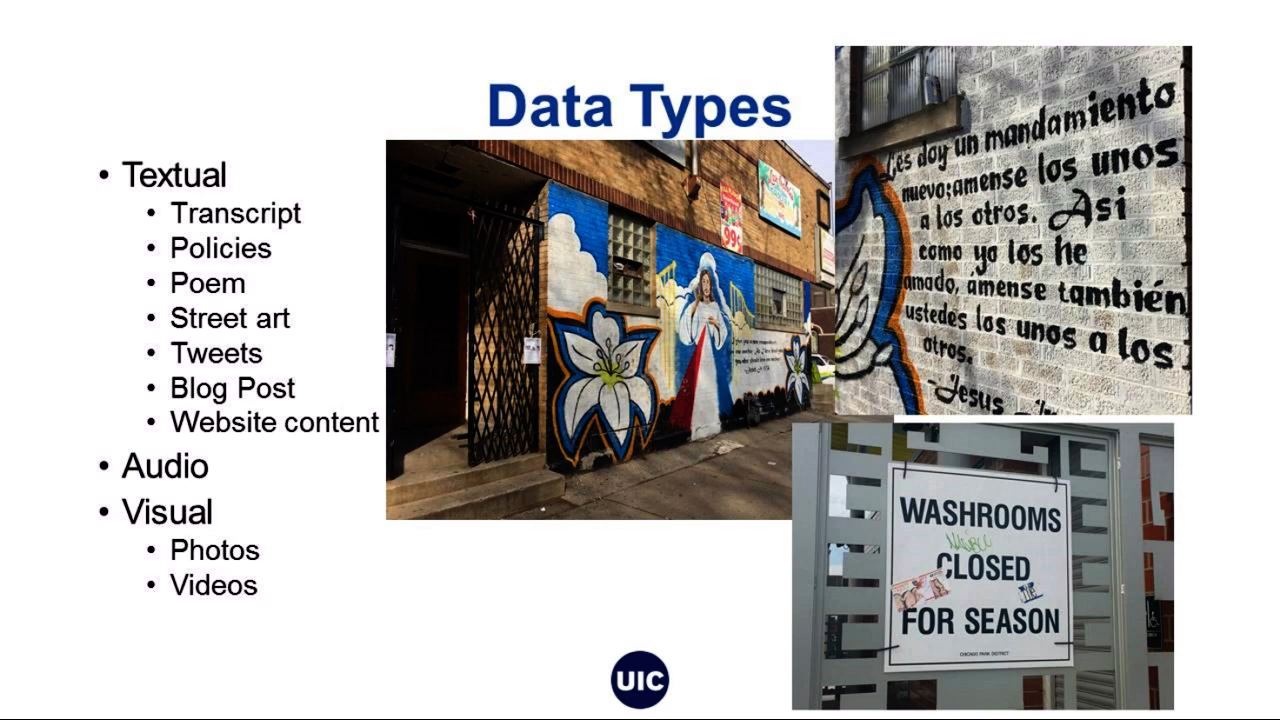 Data Types
• Textual
• Transcript
• Policies
• Poem
• Street art
• Tweets
• Blog Post
• Website content
• Audio
• Visual
• Photos
• Videos
99¢
Les doy un mandamiento
nuevo: amense los unos
a los otros. Asi
como yo los he
amado, ámense también
ustedes los unos a los
otros.
-Jesus
WASHROOMS
CLOSED
FOR SEASON
CHICAGO PARK DISTRICT
UIC